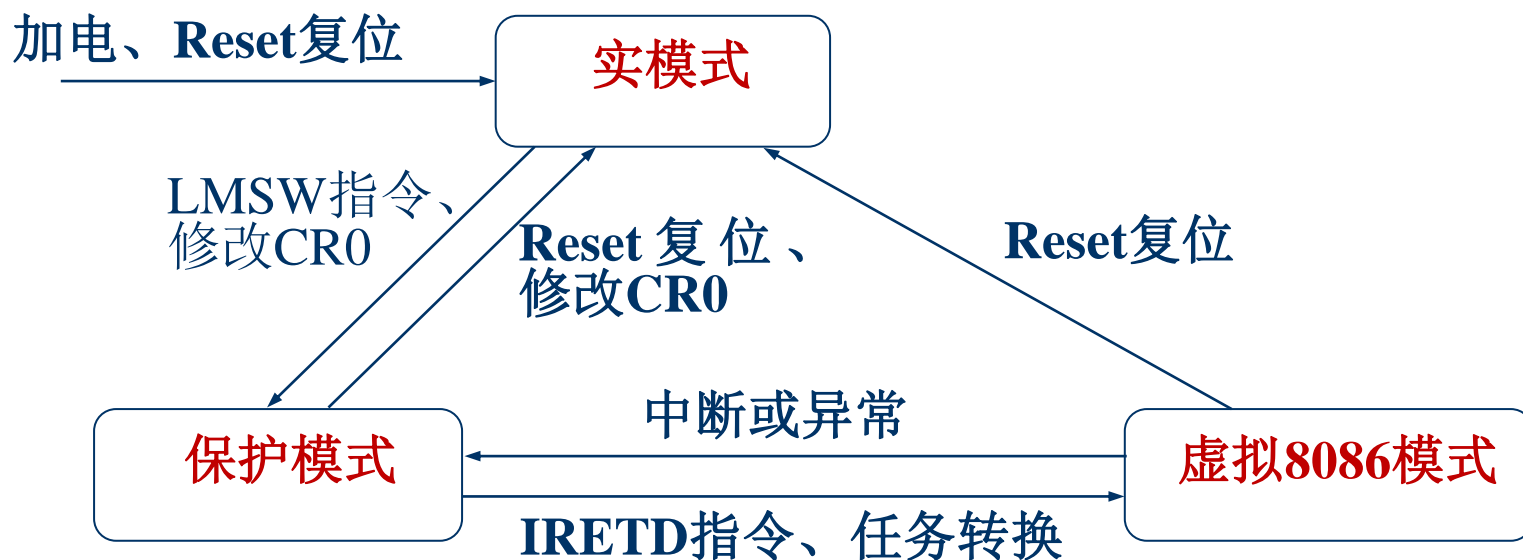 加电、Reset复位
实模式
LMSW指令、
修改CR0
Reset 复 位 、
修改CR0
Reset复位
中断或异常
保护模式
虚拟8086模式
IRETD指令、任务转换